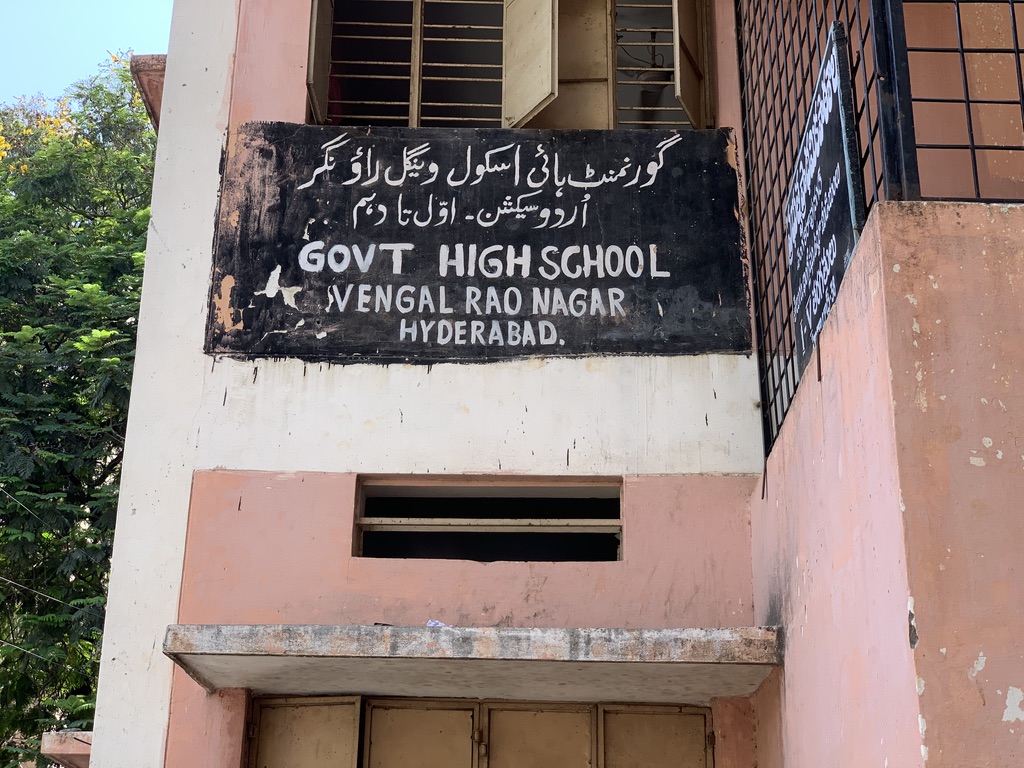 گورنمنٹ ہائی اسکول وینگل راؤ نگر
اُردو سیکشن - اوّل تا دہم
GOVT HIGH SCHOOL
VENGAL RAO NAGAR
HYDERABAD.